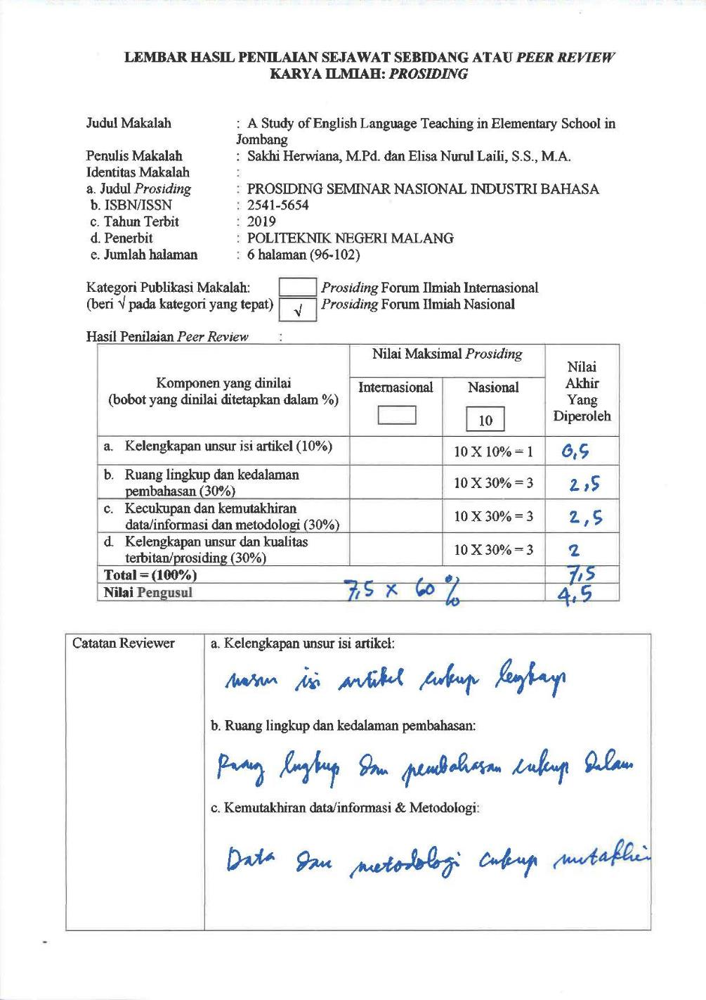 LEMBAR HASIL PENILAIAN SEJAWAT SEBIDANG ATAU PEER REVIEW
KARYA ILMIAH: PROSIDING
Judul Makalah : A Study of English Language Teaching in Elementary School in
Jombang
Penulis Makalah : Sakhi Herwiana, M.Pd. dan Elisa Nurul Laili, S.S., M.A.
Identitas Makalah :
a. Judul Prosiding : PROSIDING SEMINAR NASIONAL INDUSTRI BAHASA
b. ISBN/ISSN : 2541-5654
c. Tahun Terbit : 2019
d. Penerbit : POLITEKNIK NEGERI MALANG
e. Jumlah halaman : 6 halaman (96-102)
Kategori Publikasi Makalah: Prosiding Forum Ilmiah Internasional
(beri √ pada kategori yang tepat) √ Prosiding Forum Ilmiah Nasional
Hasil Penilaian Peer Review :
Komponen yang dinilai
(bobot yang dinilai ditetapkan dalam %)
Nilai Maksimal Prosiding
Internasional
Nasional
10
Nilai
Akhir
Yang
Diperoleh
a. Kelengkapan unsur isi artikel (10%) 10 X 10% = 1 0,5
b. Ruang lingkup dan kedalaman
pembahasan (30%) 10 X 30% = 3 2,5
c. Kecukupan dan kemutakhiran
data/informasi dan metodologi (30%) 10 X 30% = 3 2,5
d. Kelengkapan unsur dan kualitas
terbitan/prosiding (30%) 10 X 30% = 3 2
Total = (100%) 7,5
Nilai Pengusul 7,5 x 60 % 4,5
Catatan Reviewer
a. Kelengkapan unsur isi artikel:
unsur isi artikel cukup lengkap
b. Ruang lingkup dan kedalaman pembahasan:
Ruang lingkup dan pembahasan cukup dalam
c. Kemutakhiran data/informasi & Metodologi:
Data dan metodologi cukup mutakhir